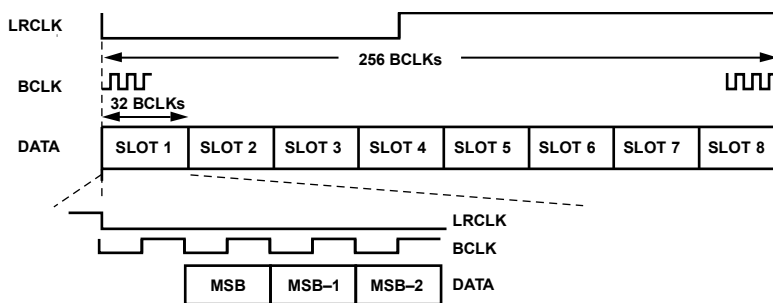 LRCLK
256 BCLKs
BCLK
32 BCLKs
DATA SLOT 1 SLOT 2 SLOT 3 SLOT 4 SLOT 5 SLOT 6 SLOT 7 SLOT 8
LRCLK
BCLK
MSB MSB–1 MSB–2 DATA